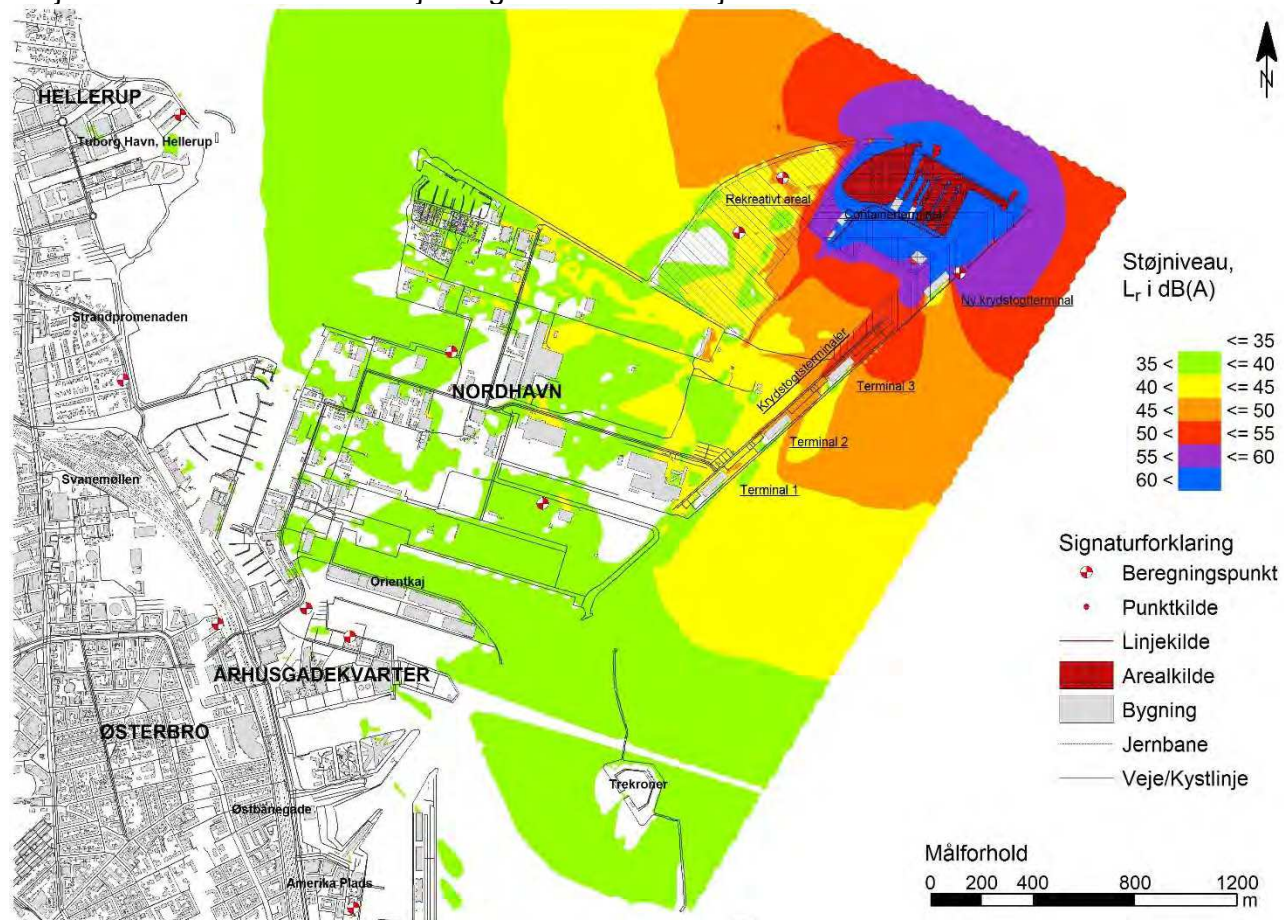 N
HELLERUP
Tuborg Havn, Hellerup
Rekreativt areal
Containerterminal
Ny krydstogtterminal
Strandpromenaden
Krydstogtsterminaler
Terminal 3
NORDHAVN
Terminal 2
Svanemøllen
Terminal 1
Orientkaj
ÅRHUSGADEKVARTER
ØSTERBRO
Trekroner
Østbanegade
Amerika Plads
Støjniveau,
Lr i dB(A)
<= 35
35 < <= 40
40 < <= 45
45 < <= 50
50 < <= 55
55 < <= 60
60 <
Signaturforklaring
Beregningspunkt
Punktkilde
Linjekilde
Arealkilde
Bygning
Jernbane
Veje/Kystlinje
Målforhold
0 200 400 800 1200
m